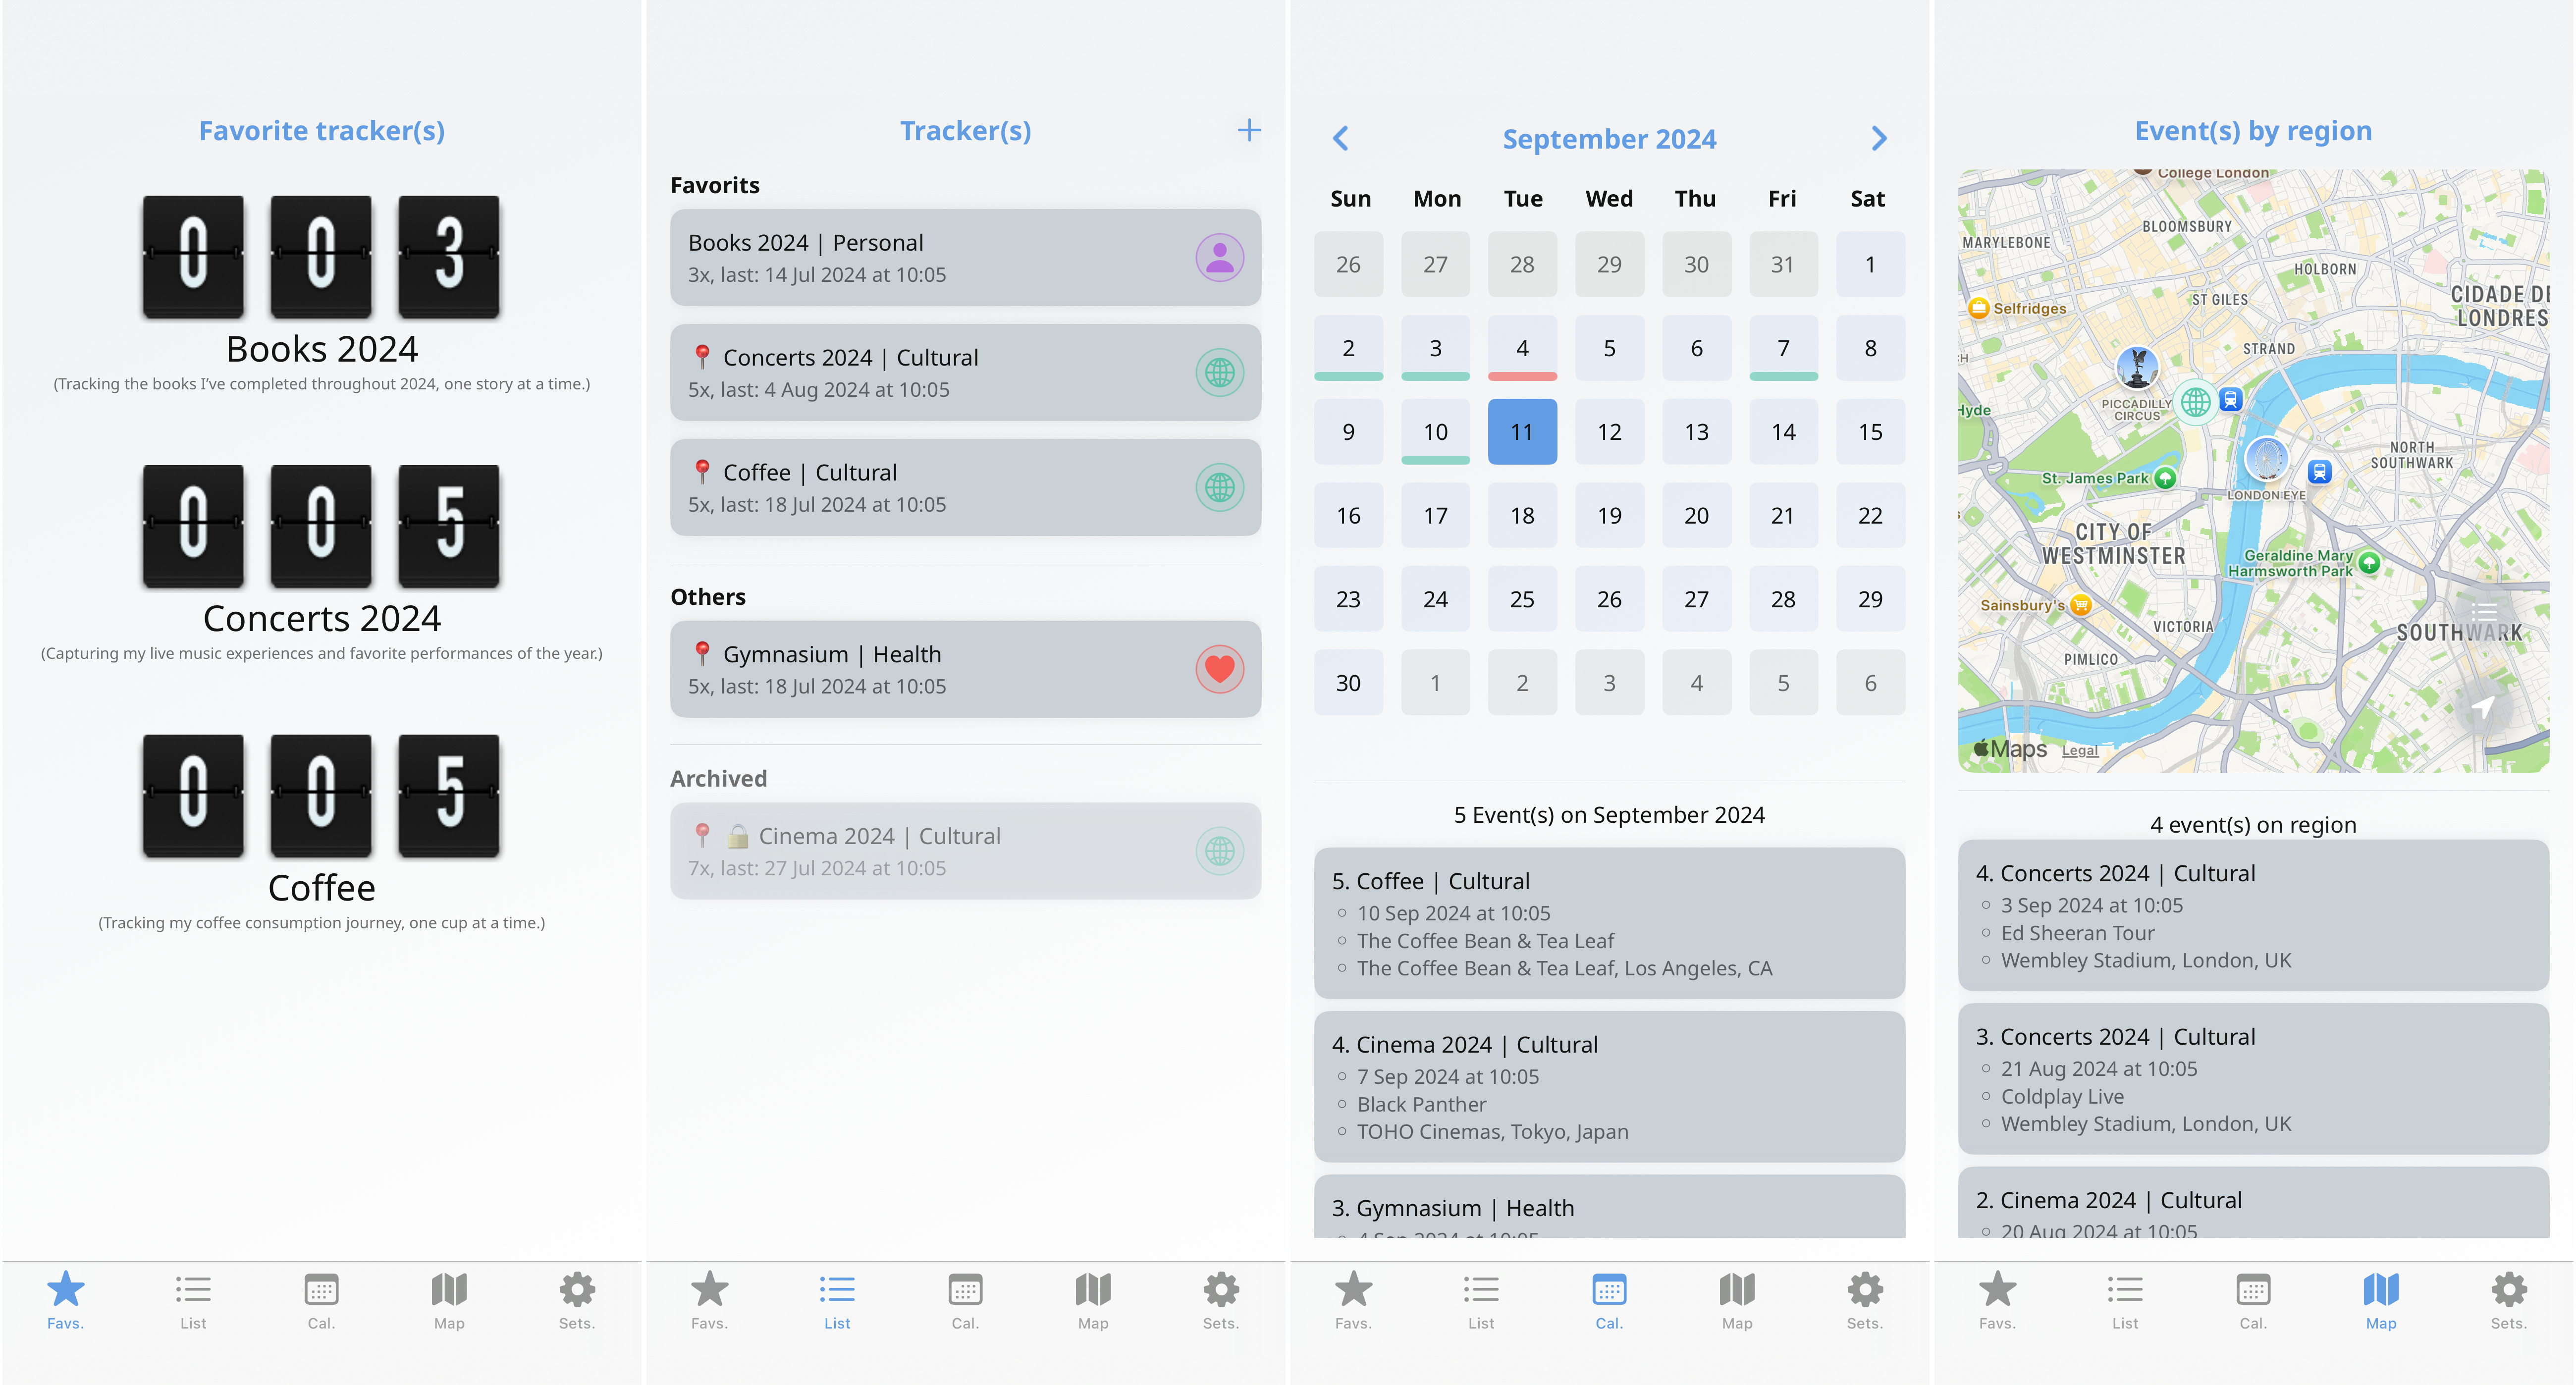 Favorite tracker(s)
0 0 3
Books 2024
(Tracking the books I've completed throughout 2024, one story at a time.)
0 0 5
Concerts 2024
(Capturing my live music experiences and favorite performances of the year.)
0 0 5
Coffee
(Tracking my coffee consumption journey, one cup at a time.)
Favs. List Cal. Map Sets.
Tracker(s) +
Favorits
Books 2024 | Personal
3x, last: 14 Jul 2024 at 10:05
Concerts 2024 | Cultural
5x, last: 4 Aug 2024 at 10:05
Coffee | Cultural
5x, last: 18 Jul 2024 at 10:05
Others
Gymnasium | Health
5x, last: 18 Jul 2024 at 10:05
Archived
Cinema 2024 | Cultural
7x, last: 27 Jul 2024 at 10:05
Favs. List Cal. Map Sets.
September 2024
Sun Mon Tue Wed Thu Fri Sat
26 27 28 29 30 31 1
2 3 4 5 6 7 8
9 10 11 12 13 14 15
16 17 18 19 20 21 22
23 24 25 26 27 28 29
30 1 2 3 4 5 6
5 Event(s) on September 2024
5. Coffee | Cultural
10 Sep 2024 at 10:05
The Coffee Bean & Tea Leaf
The Coffee Bean & Tea Leaf, Los Angeles, CA
4. Cinema 2024 | Cultural
7 Sep 2024 at 10:05
Black Panther
TOHO Cinemas, Tokyo, Japan
3. Gymnasium | Health
4 Sep 2024 at 10:05
Favs. List Cal. Map Sets.
Event(s) by region
College London
BLOOMSBURY
MARYLEBONE
HOLBORN
CIDADE DE
LONDRES
ST GILES
Selfridges
STRAND
PICCADILLY
CIRCUS
Hyde
NORTH
SOUTHWARK
St. James Park
LONDON EYE
CITY OF
WESTMINSTER
Geraldine Mary
Harmsworth Park
Sainsbury's
VICTORIA
SOUTHWARK
PIMLICO
Maps Legal
4 event(s) on region
4. Concerts 2024 | Cultural
3 Sep 2024 at 10:05
Ed Sheeran Tour
Wembley Stadium, London, UK
3. Concerts 2024 | Cultural
21 Aug 2024 at 10:05
Coldplay Live
Wembley Stadium, London, UK
2. Cinema 2024 | Cultural
20 Aug 2024 at 10:05
Favs. List Cal. Map Sets.